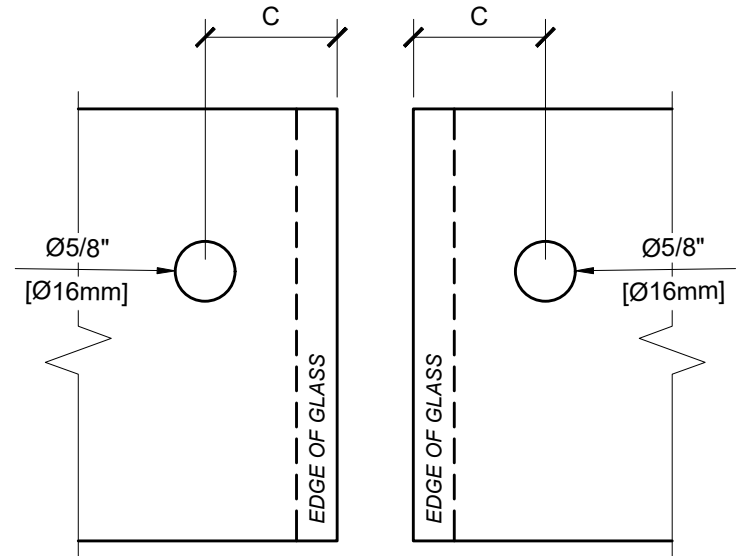 C
C
Ø5/8"
[Ø16mm]
Ø5/8"
[Ø16mm]
EDGE OF GLASS
EDGE OF GLASS